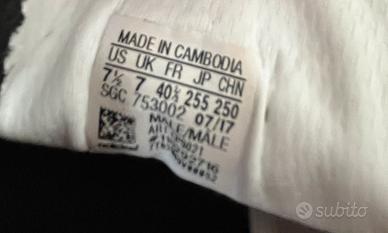 MADE IN CAMBODIA
US UK FR JP CHN
7½ 7 40⅔ 255 250
SGC 753002 07/17
MALE/MALE
subito